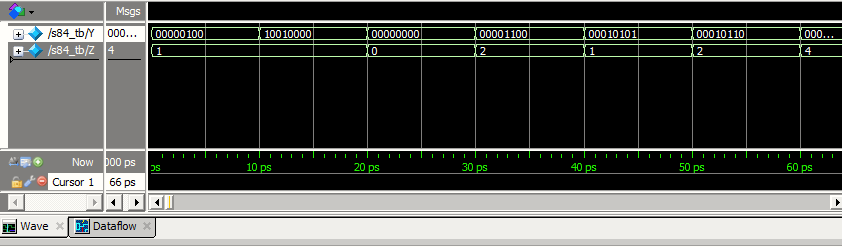 Msgs
/s84_tb/Y 000... 00000100 10010000 00000000 00001100 00010101 00010110 000...
/s84_tb/Z 4 1 0 2 1 2 4
Now 000 ps ps 10 ps 20 ps 30 ps 40 ps 50 ps 60 ps
Cursor 1 66 ps
Wave Dataflow